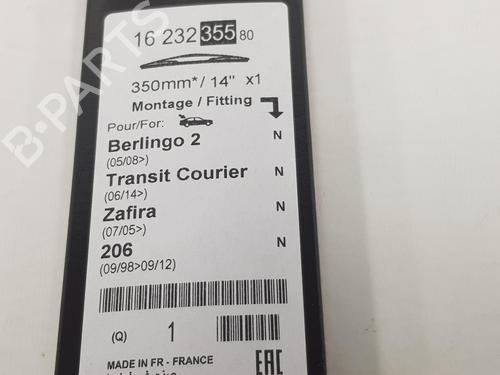 16 232 355 80
350mm*/ 14" x1
Montage / Fitting
Pour/For:
Berlingo 2 N
(05/08>)
Transit Courier N
(06/14>)
Zafira N
(07/05>)
206 N
(09/98>09/12)
(Q) 1
MADE IN FR - FRANCE
EAC
B-PARTS